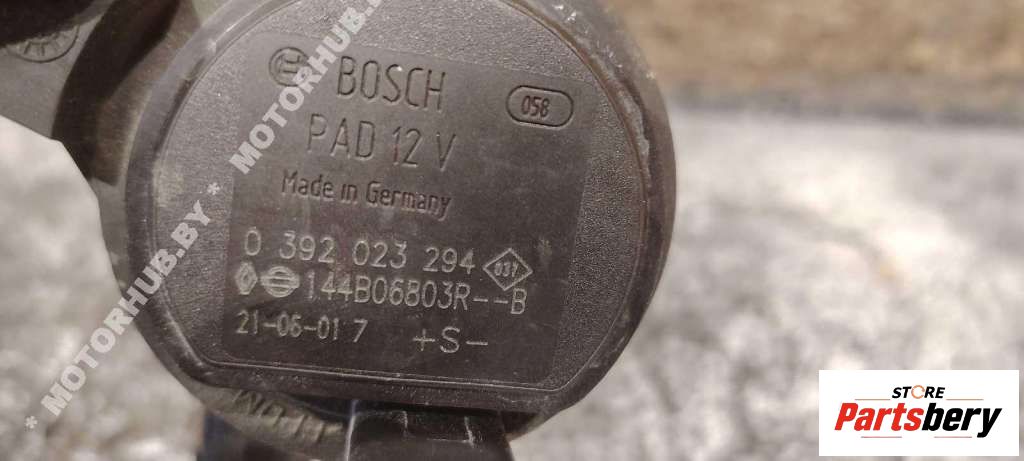 BOSCH
058
PAD 12 V
Made in Germany
0 392 023 294
037
144B06803R--B
21-06-01 7 +S-
* MOTORHUB.BY * MOTORHUB.
STORE
Partsbery